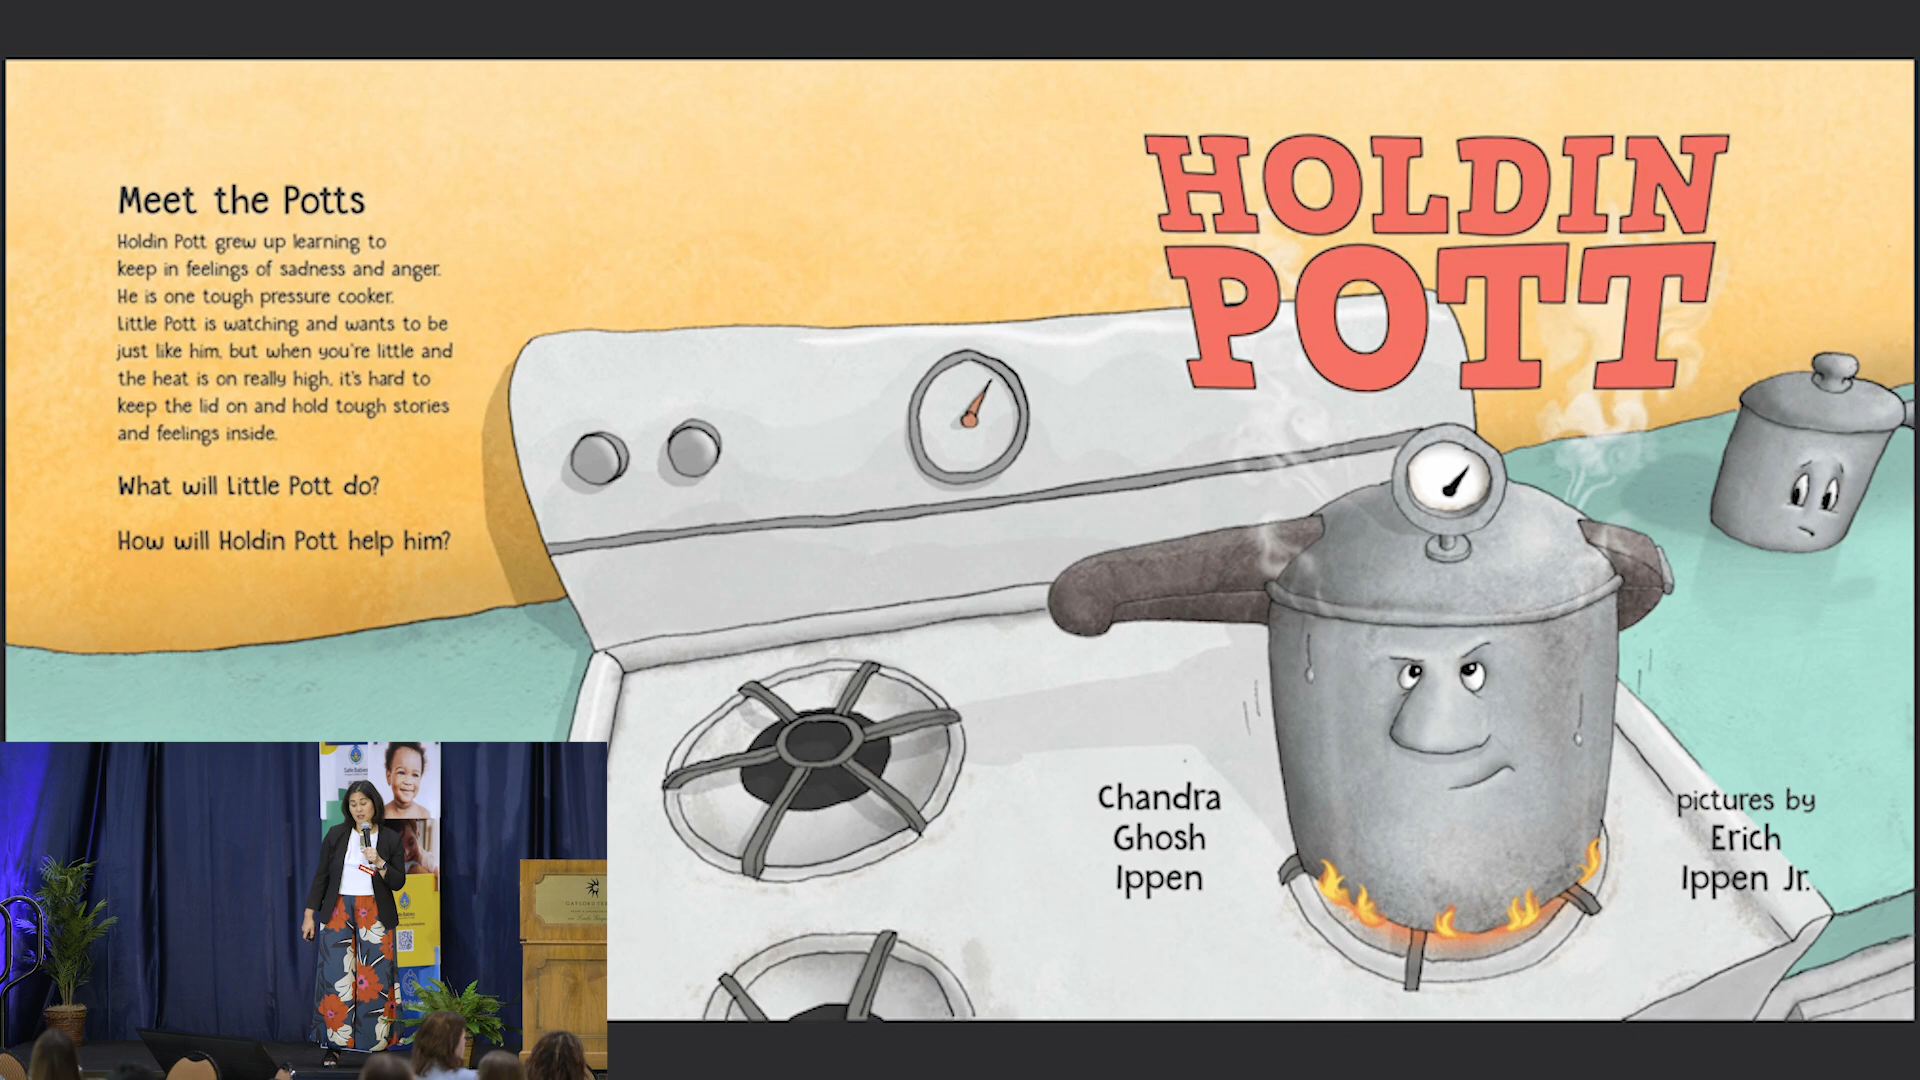 Meet the Potts
Holdin Pott grew up learning to
keep in feelings of sadness and anger.
He is one tough pressure cooker.
Little Pott is watching and wants to be
just like him, but when you're little and
the heat is on really high, it's hard to
keep the lid on and hold tough stories
and feelings inside.
What will Little Pott do?
How will Holdin Pott help him?
HOLDIN
POTT
Chandra
Ghosh
Ippen
pictures by
Erich
Ippen Jr.
Safe Babies